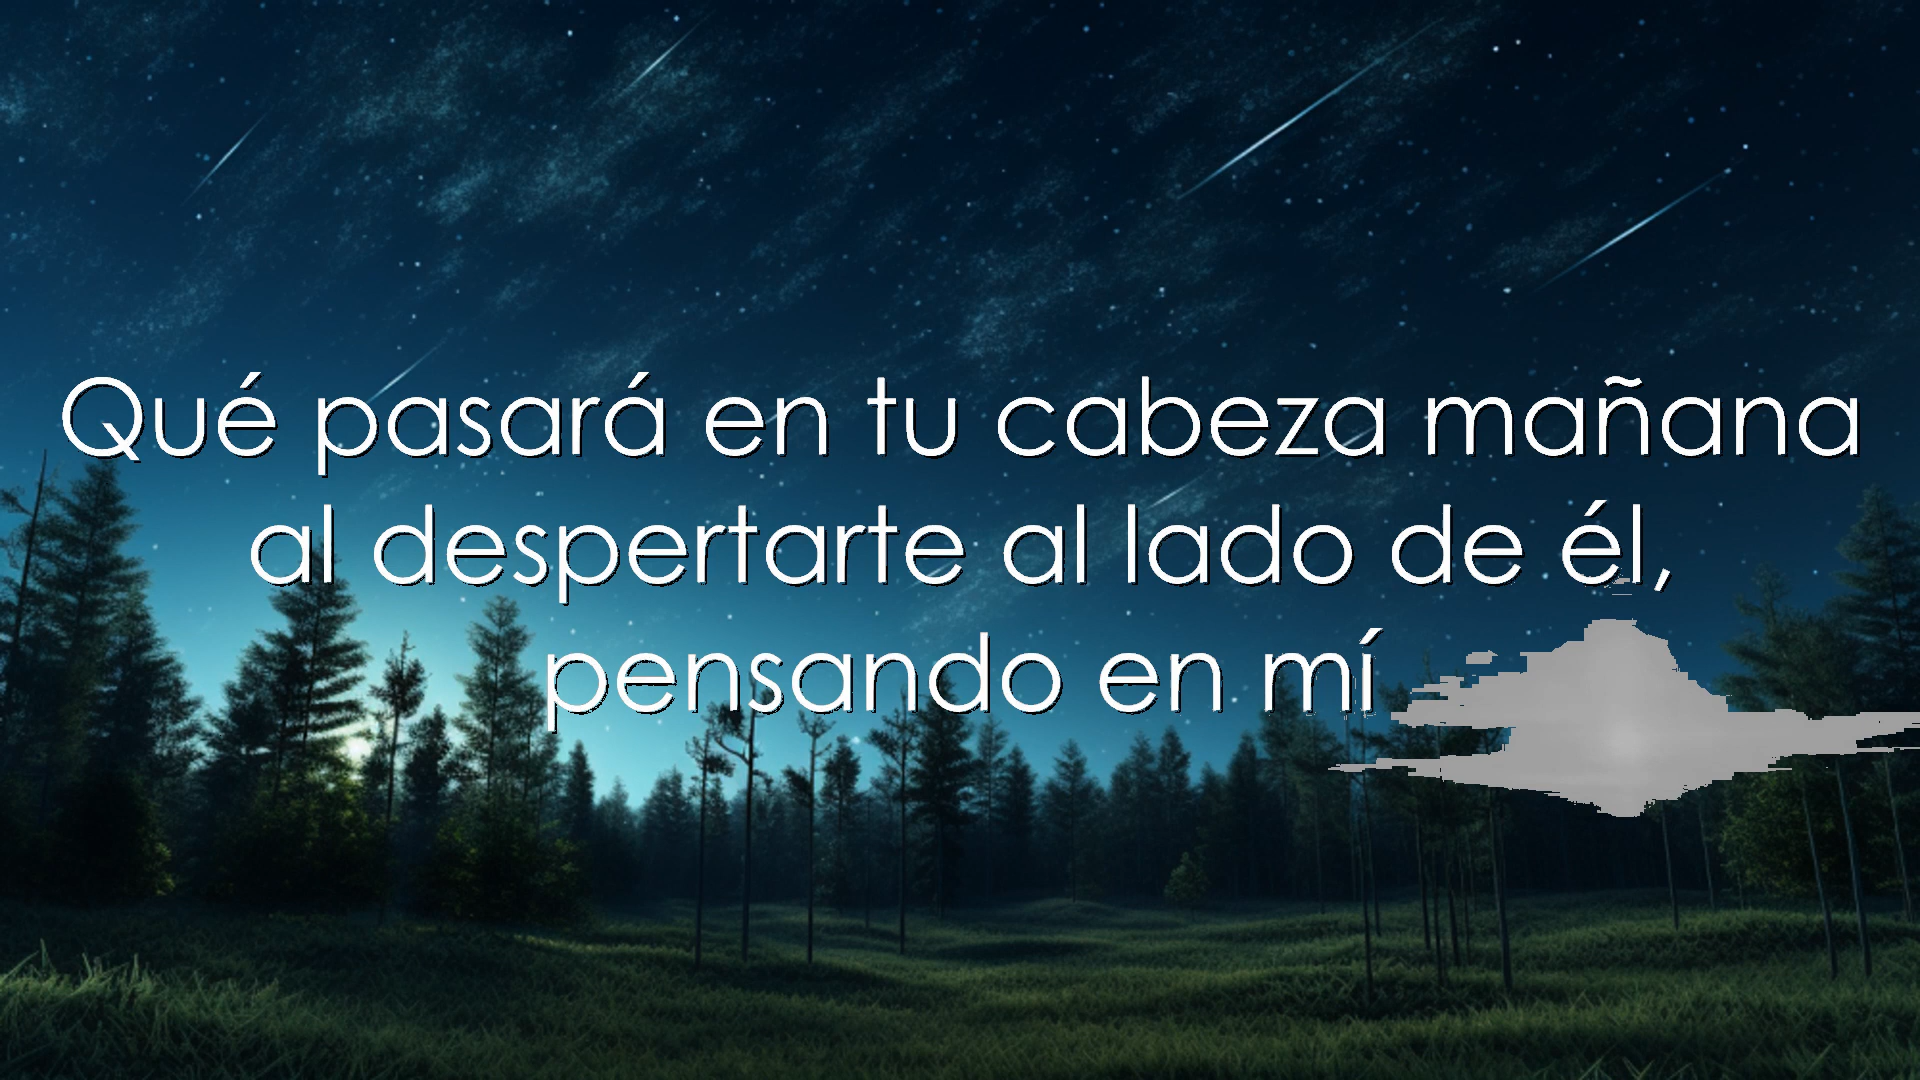 Qué pasará en tu cabeza mañana
al despertarte al lado de él,
pensando en mí